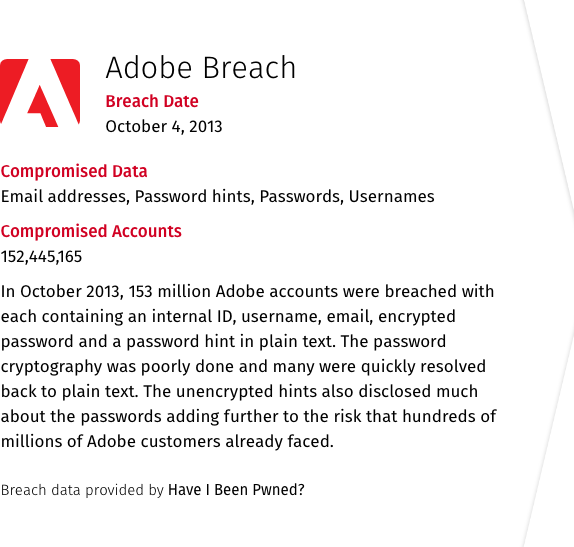 Adobe Breach
Breach Date
October 4, 2013
Compromised Data
Email addresses, Password hints, Passwords, Usernames
Compromised Accounts
152,445,165
In October 2013, 153 million Adobe accounts were breached with
each containing an internal ID, username, email, encrypted
password and a password hint in plain text. The password
cryptography was poorly done and many were quickly resolved
back to plain text. The unencrypted hints also disclosed much
about the passwords adding further to the risk that hundreds of
millions of Adobe customers already faced.
Breach data provided by Have I Been Pwned?